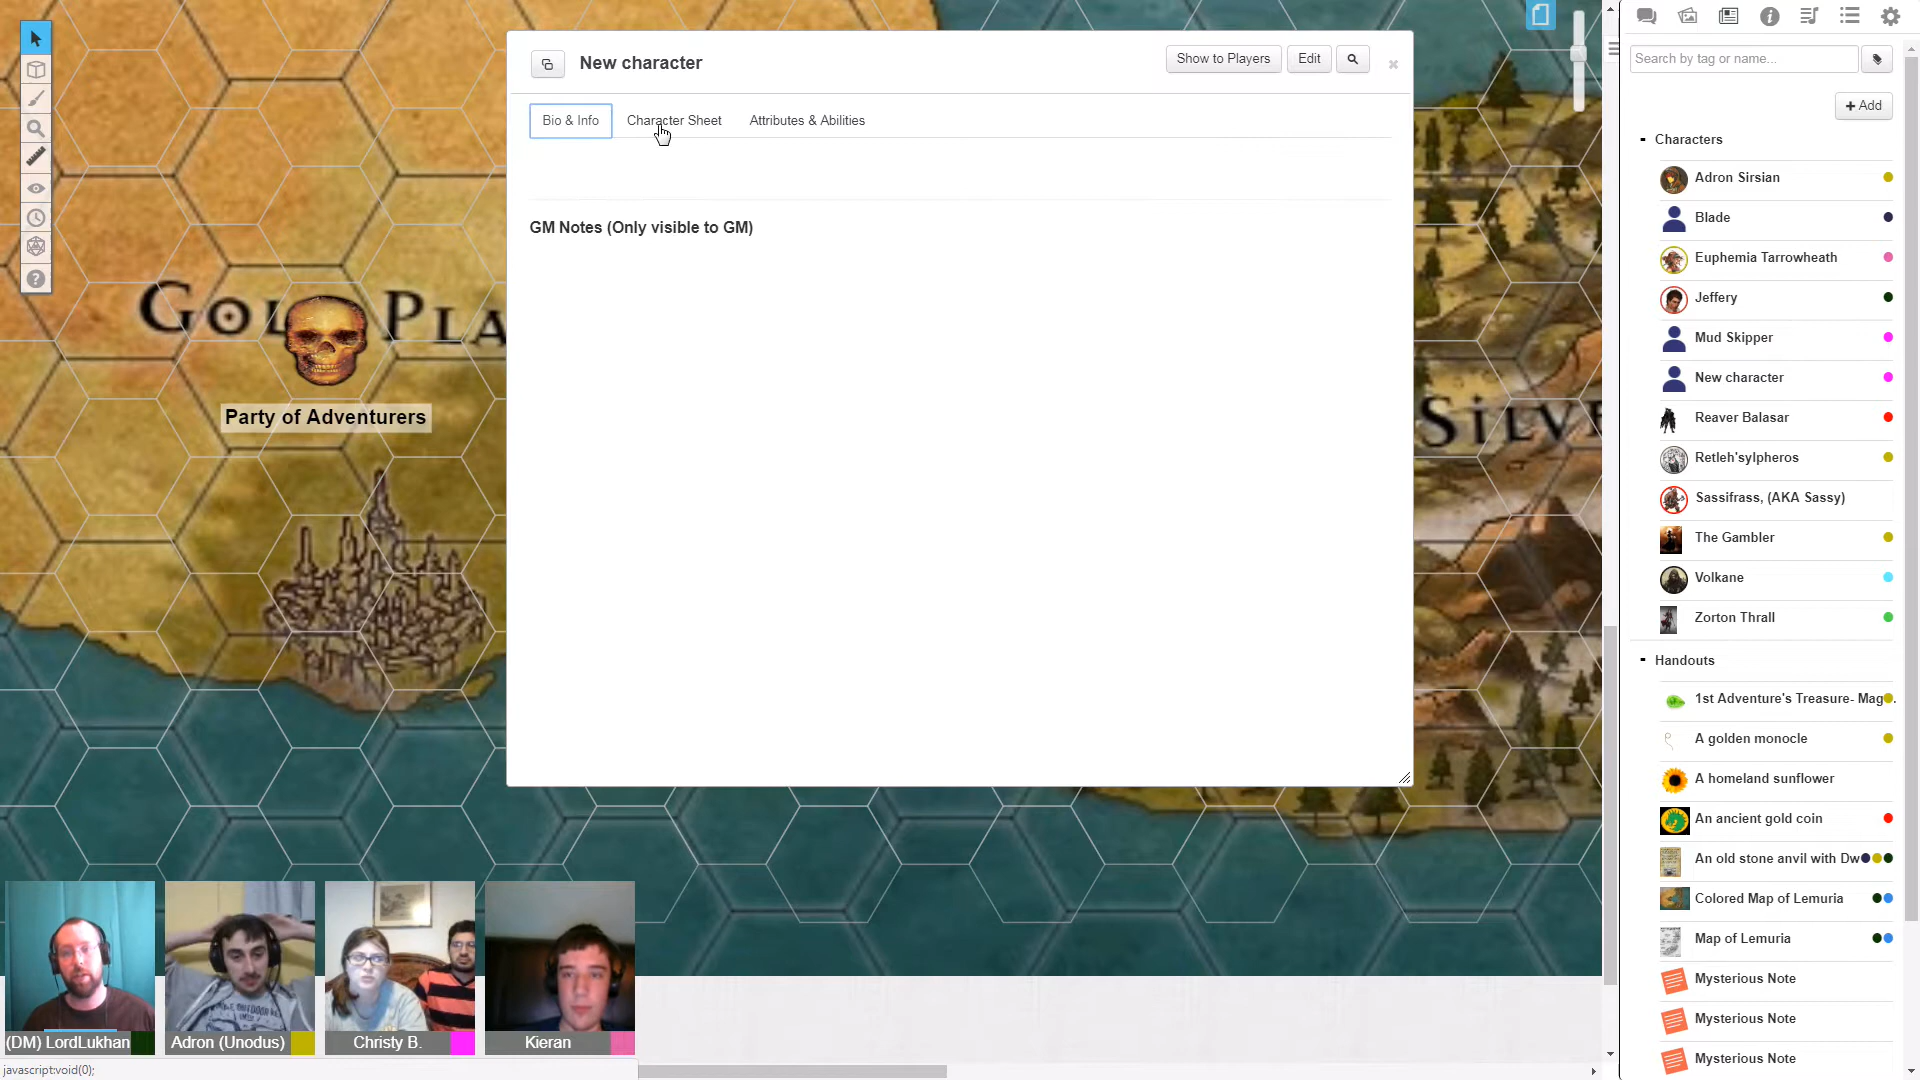 New character
Show to Players
Edit
Bio & Info
Character Sheet
Attributes & Abilities
GM Notes (Only visible to GM)
GOL
PLA
SILV
Party of Adventurers
(DM) LordLukhan
Adron (Unodus)
Christy B.
Kieran
javascript:void(0);
Search by tag or name...
+ Add
Characters
Adron Sirsian
Blade
Euphemia Tarrowheath
Jeffery
Mud Skipper
New character
Reaver Balasar
Retleh'sylpheros
Sassifrass, (AKA Sassy)
The Gambler
Volkane
Zorton Thrall
Handouts
1st Adventure's Treasure- Mag
A golden monocle
A homeland sunflower
An ancient gold coin
An old stone anvil with Dw
Colored Map of Lemuria
Map of Lemuria
Mysterious Note
Mysterious Note
Mysterious Note